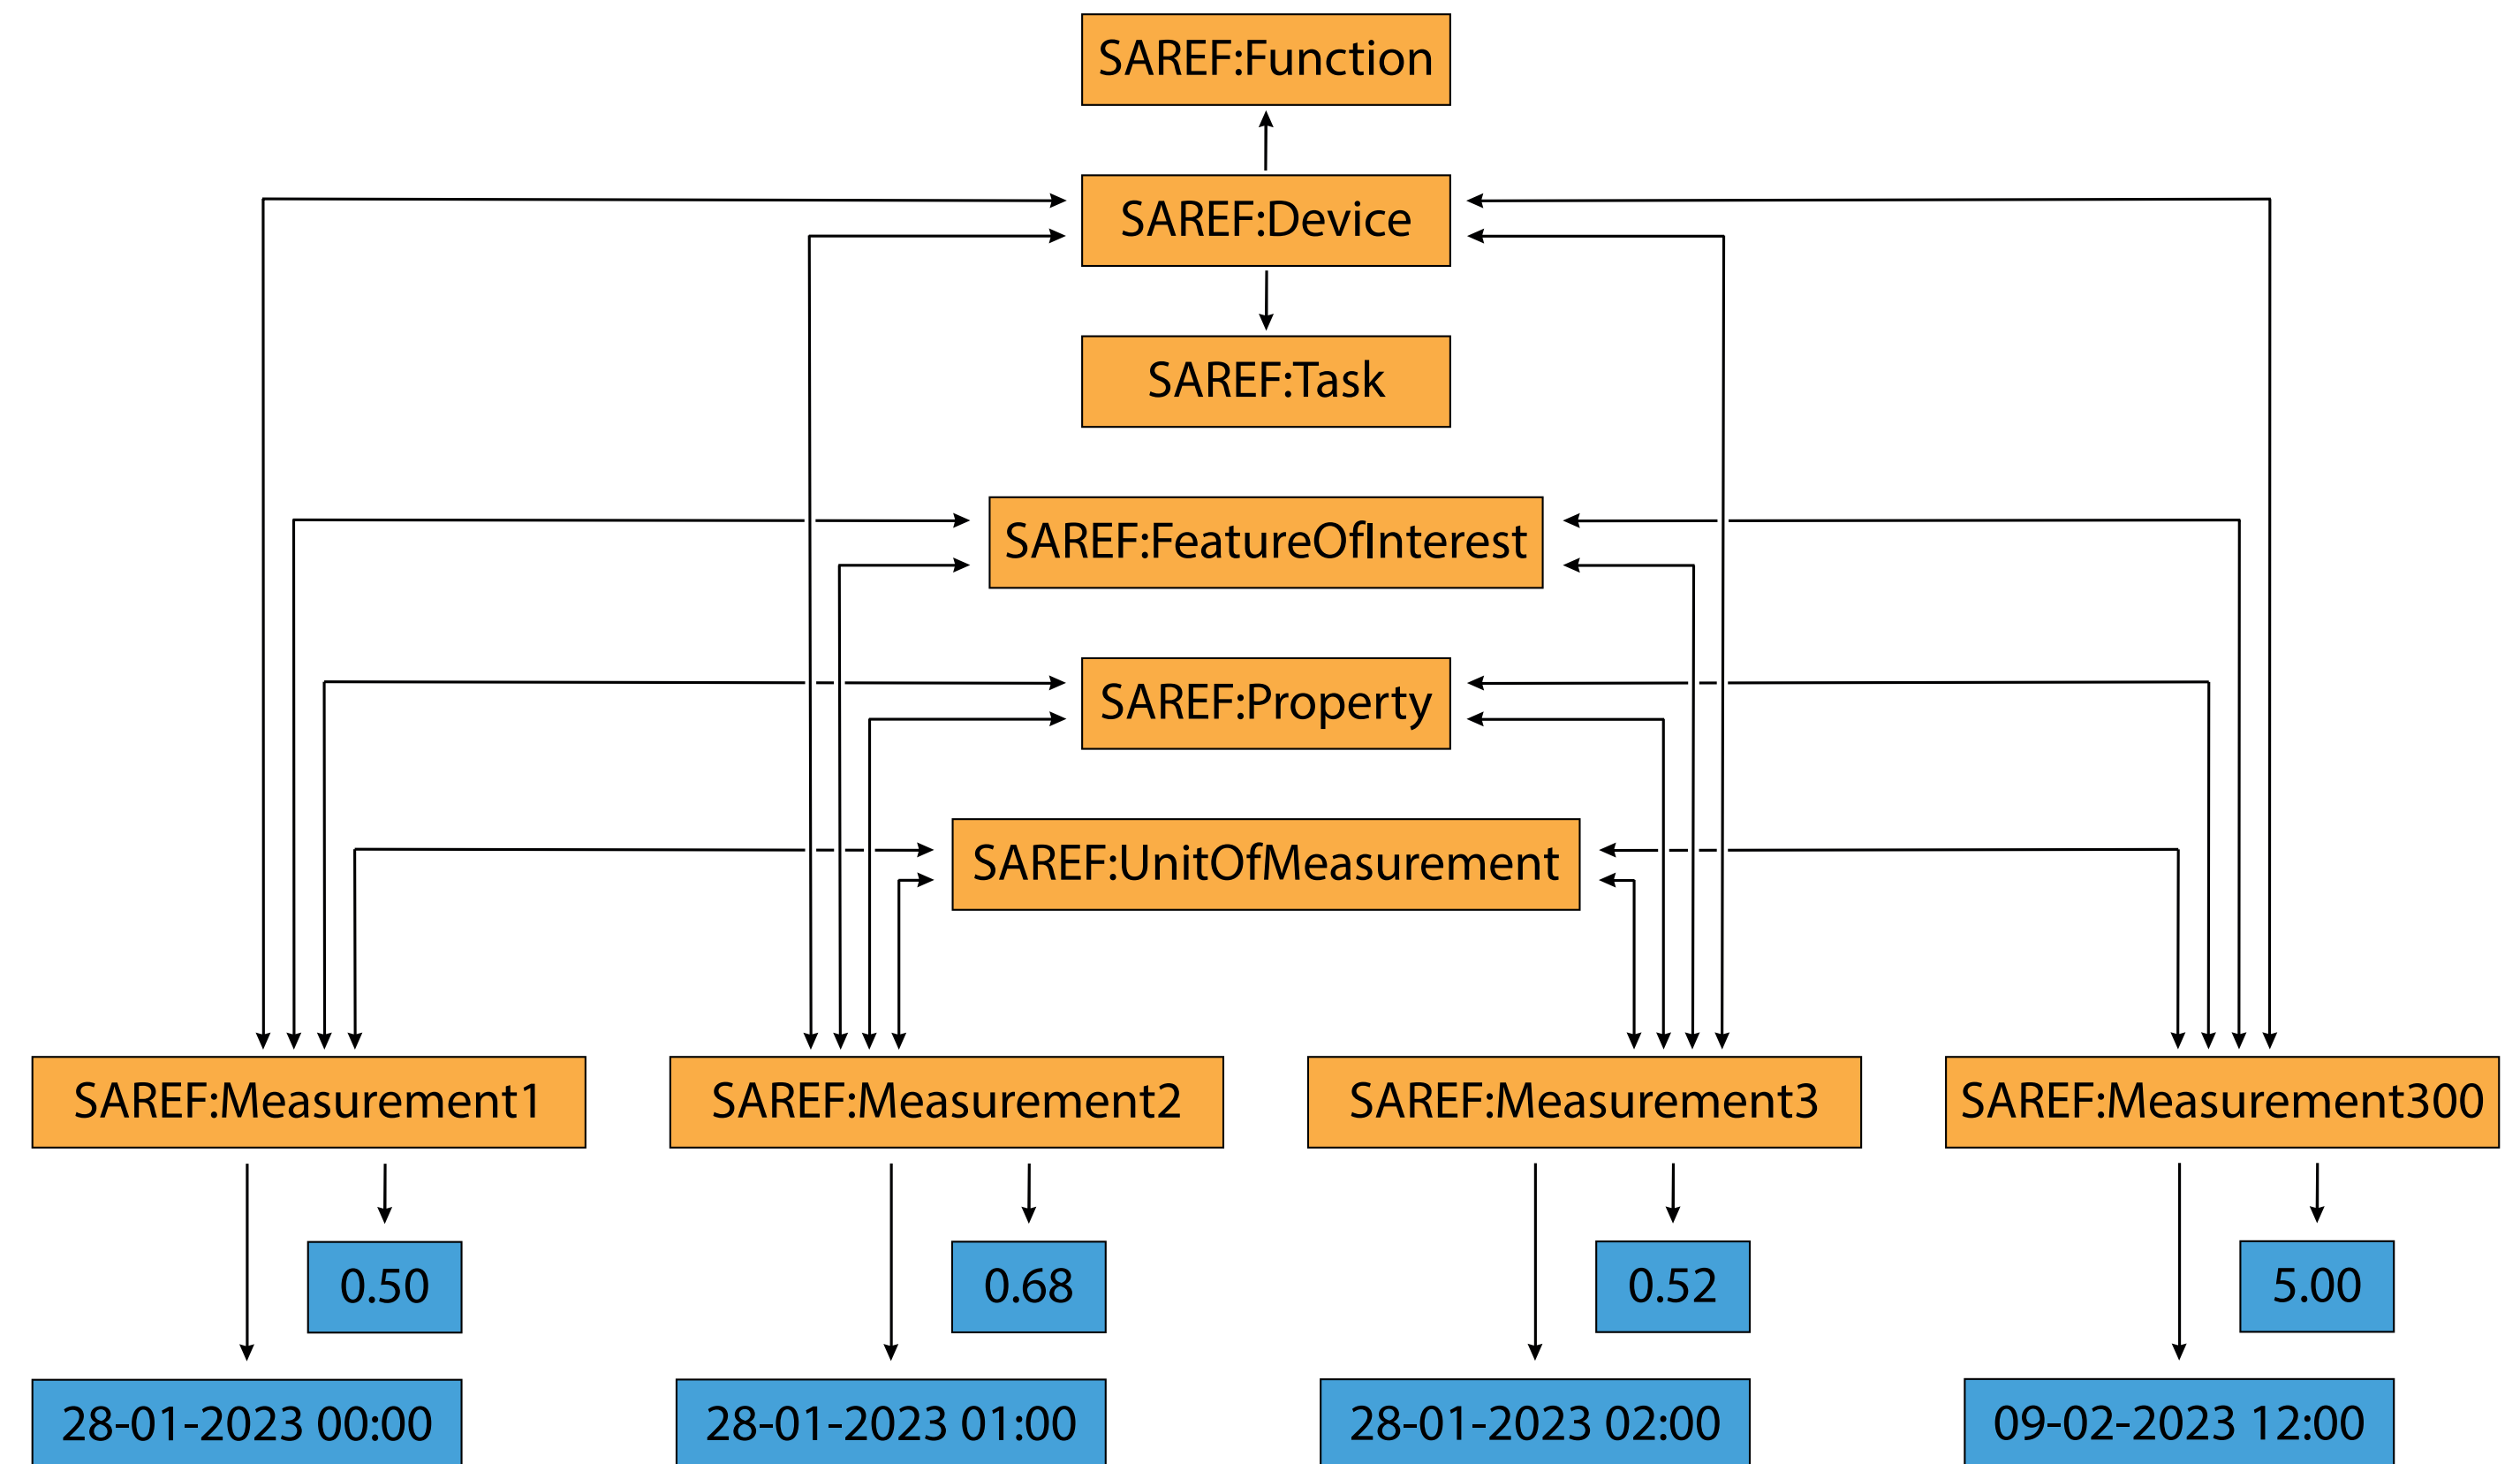 SAREF:Function
SAREF:Device
SAREF:Task
SAREF:FeatureOfInterest
SAREF:Property
SAREF:UnitOfMeasurement
SAREF:Measurement1
SAREF:Measurement2
SAREF:Measurement3
SAREF:Measurement300
0.50
0.68
0.52
5.00
28-01-2023 00:00
28-01-2023 01:00
28-01-2023 02:00
09-02-2023 12:00